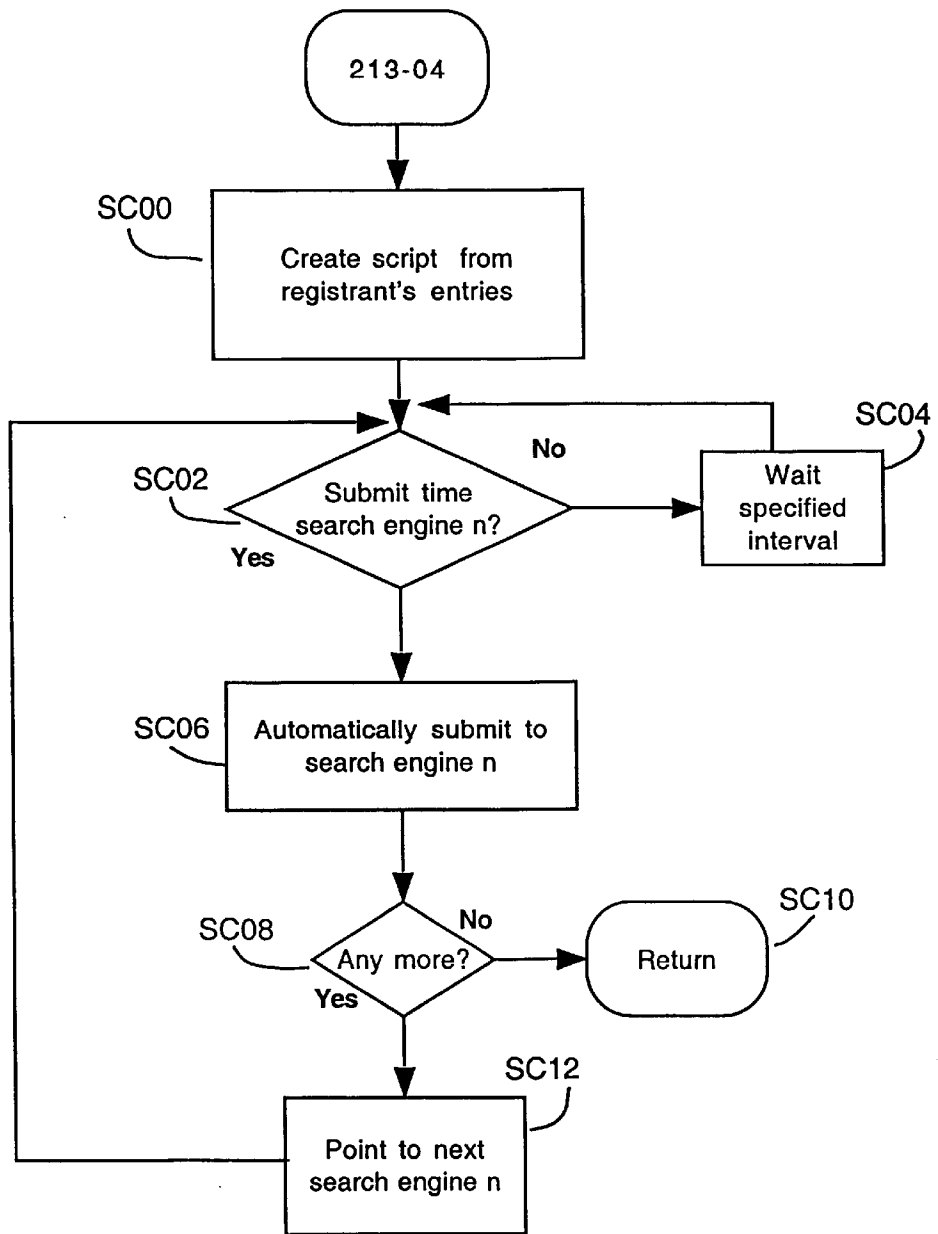 213-04
SC00
Create script from
registrant's entries
SC04
No
Wait
specified
interval
SC02
Submit time
search engine n?
Yes
SC06
Automatically submit to
search engine n
SC10
No
SC08
Any more?
Return
Yes
SC12
Point to next
search engine n